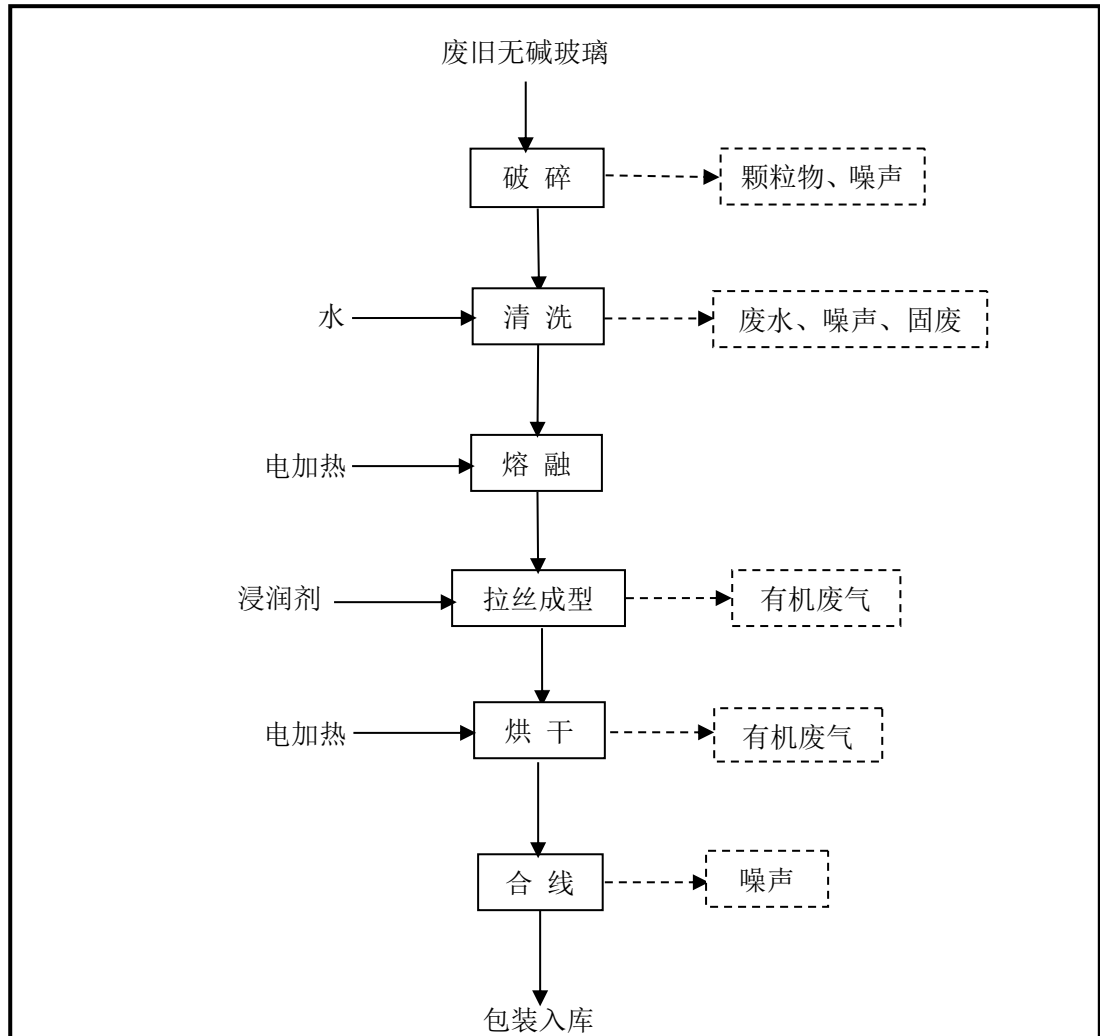 废旧无碱玻璃
破 碎
颗粒物、噪声
水
清 洗
废水、噪声、固废
电加热
熔 融
浸润剂
拉丝成型
有机废气
电加热
烘 干
有机废气
合 线
噪声
包装入库